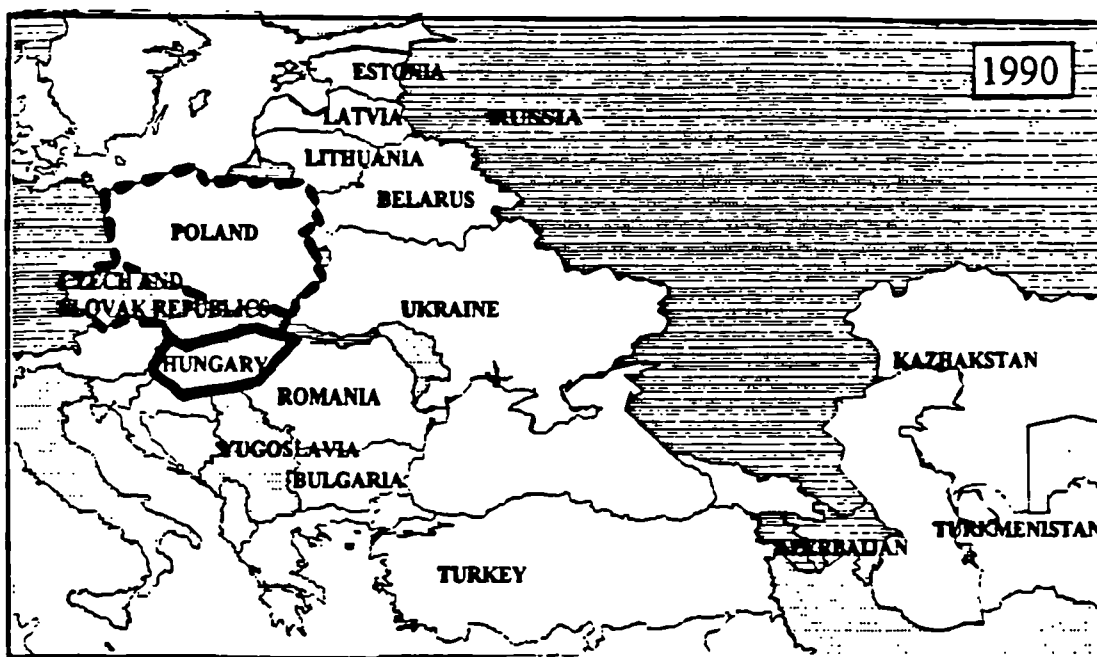 1990
ESTONIA
LATVIA
RUSSIA
LITHUANIA
BELARUS
POLAND
CZECH AND
SLOVAK REPUBLICS
UKRAINE
HUNGARY
KAZHAKSTAN
ROMANIA
YUGOSLAVIA
BULGARIA
TURKMENISTAN
AZERBAIJAN
TURKEY